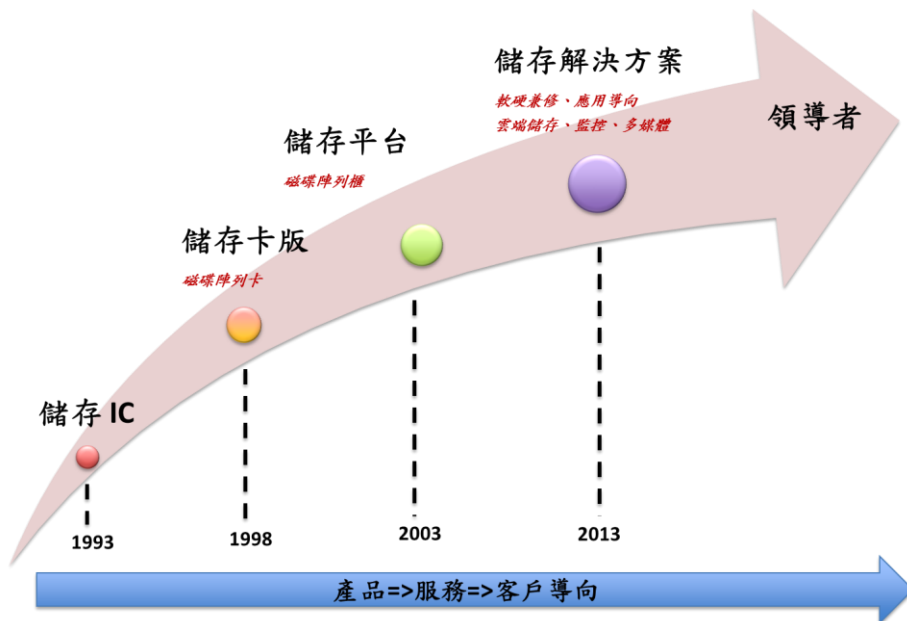 儲存解決方案
軟硬兼修、應用導向
雲端儲存、監控、多媒體
領導者
儲存平台
磁碟陣列櫃
儲存卡版
磁碟陣列卡
儲存 IC
1993
1998
2003
2013
產品=>服務=>客戶導向